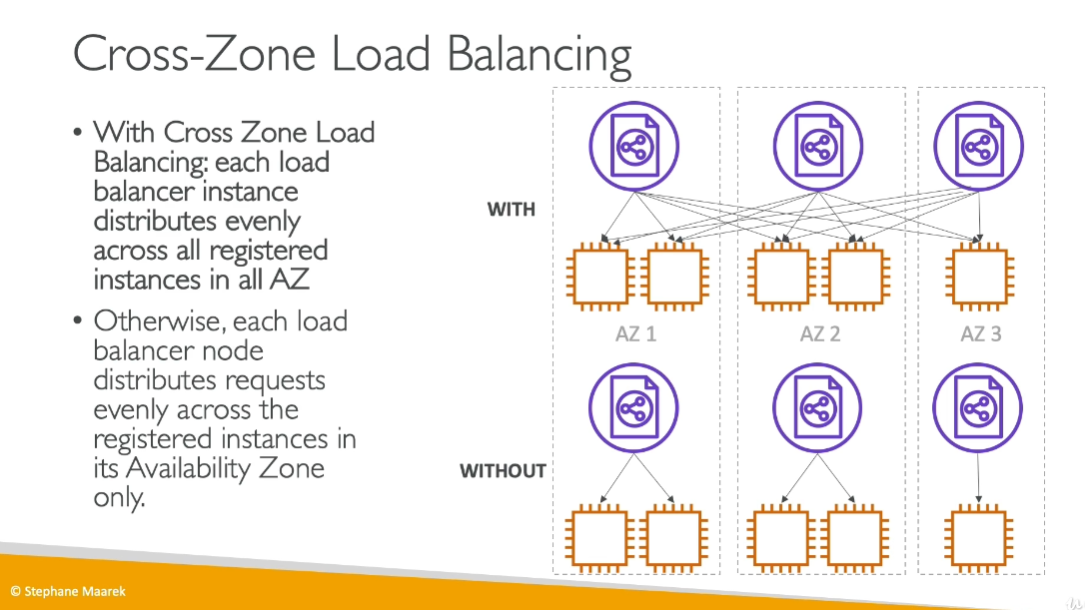 Cross-Zone Load Balancing
• With Cross Zone Load
Balancing: each load
balancer instance
distributes evenly
across all registered
instances in all AZ
• Otherwise, each load
balancer node
distributes requests
evenly across the
registered instances in
its Availability Zone
only.
WITH
AZ 1
AZ 2
AZ 3
WITHOUT
© Stephane Maarek